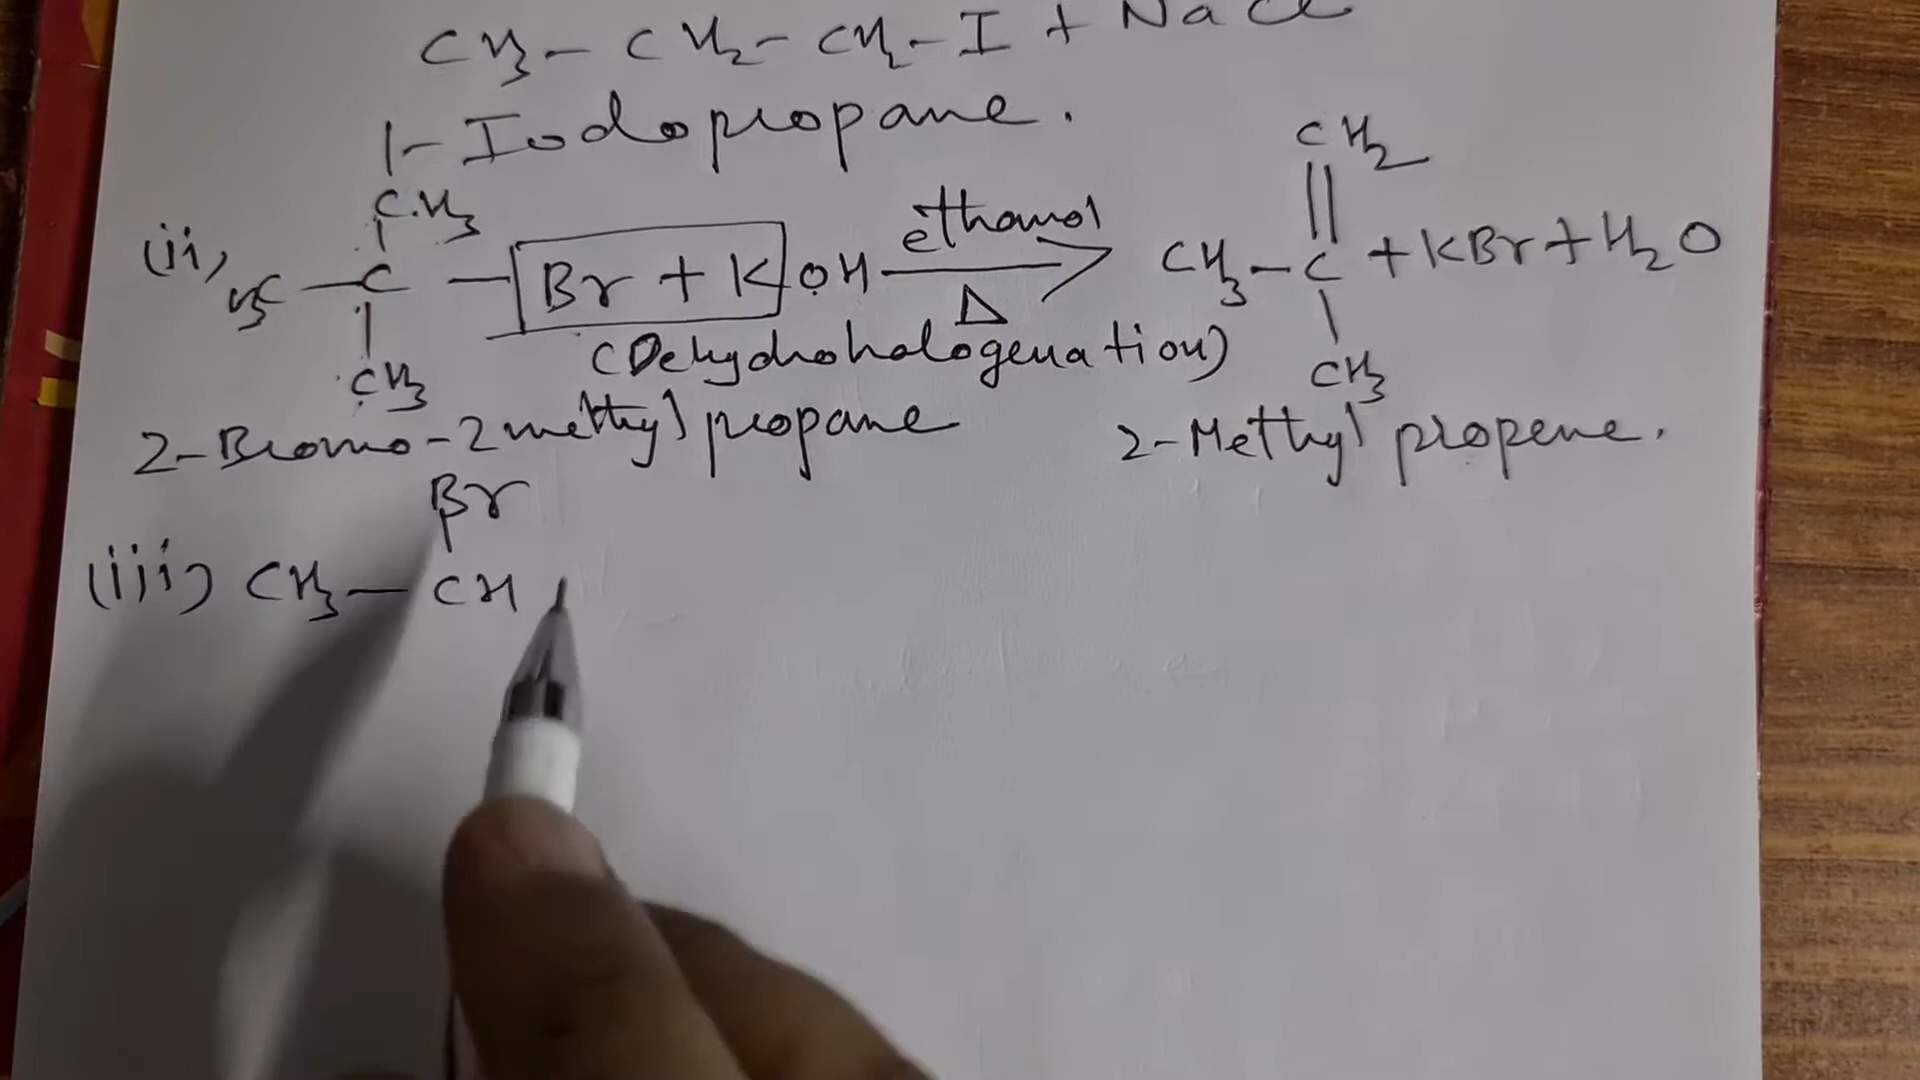 CH3 - CH2 - CH2 - I + NaCl
1-Iodopropane.
CH3
CH2
(ii) H3C - C - Br + KOH ethanol Δ CH3 - C + KBr + H2O
(Dehydrohalogenation)
CH3
CH3
2-Bromo-2methyl propane
2-Methyl propene.
Br
(iii) CH3 - CH